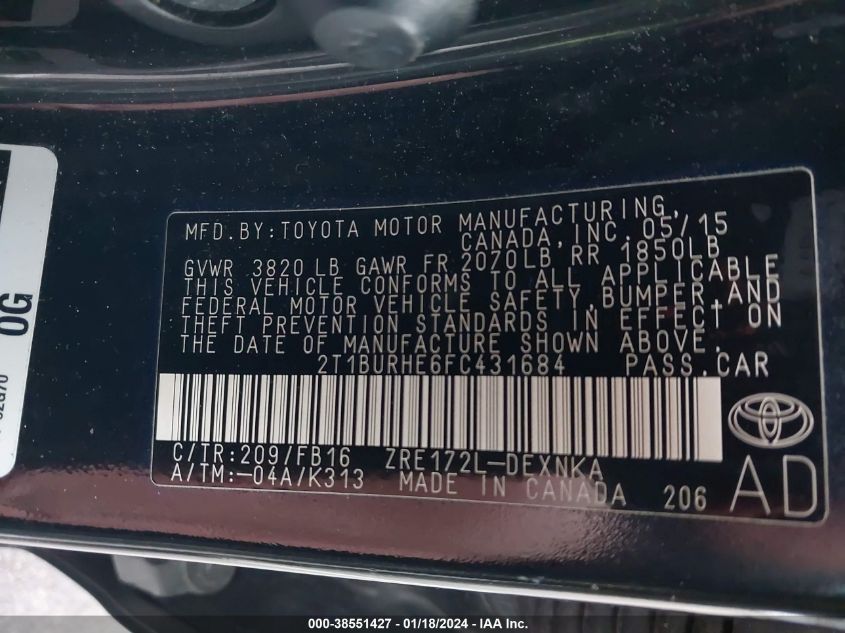 MFD.BY:TOYOTA MOTOR MANUFACTURING,
CANADA,INC.05/15
GVWR 3820 LB GAWR FR 2070LB RR 1850LB
THIS VEHICLE CONFORMS TO ALL APPLICABLE
FEDERAL MOTOR VEHICLE SAFETY,BUMPER,AND
THEFT PREVENTION STANDARDS IN EFFECT ON
THE DATE OF MANUFACTURE SHOWN ABOVE.
2T1BURHE6FC431684 PASS.CAR
C/TR:209/FB16 ZRE172L-DEXNKA
A/TM:-04A/K313 MADE IN CANADA 206 AD
0G
000-38551427 - 01/18/2024 - IAA Inc.